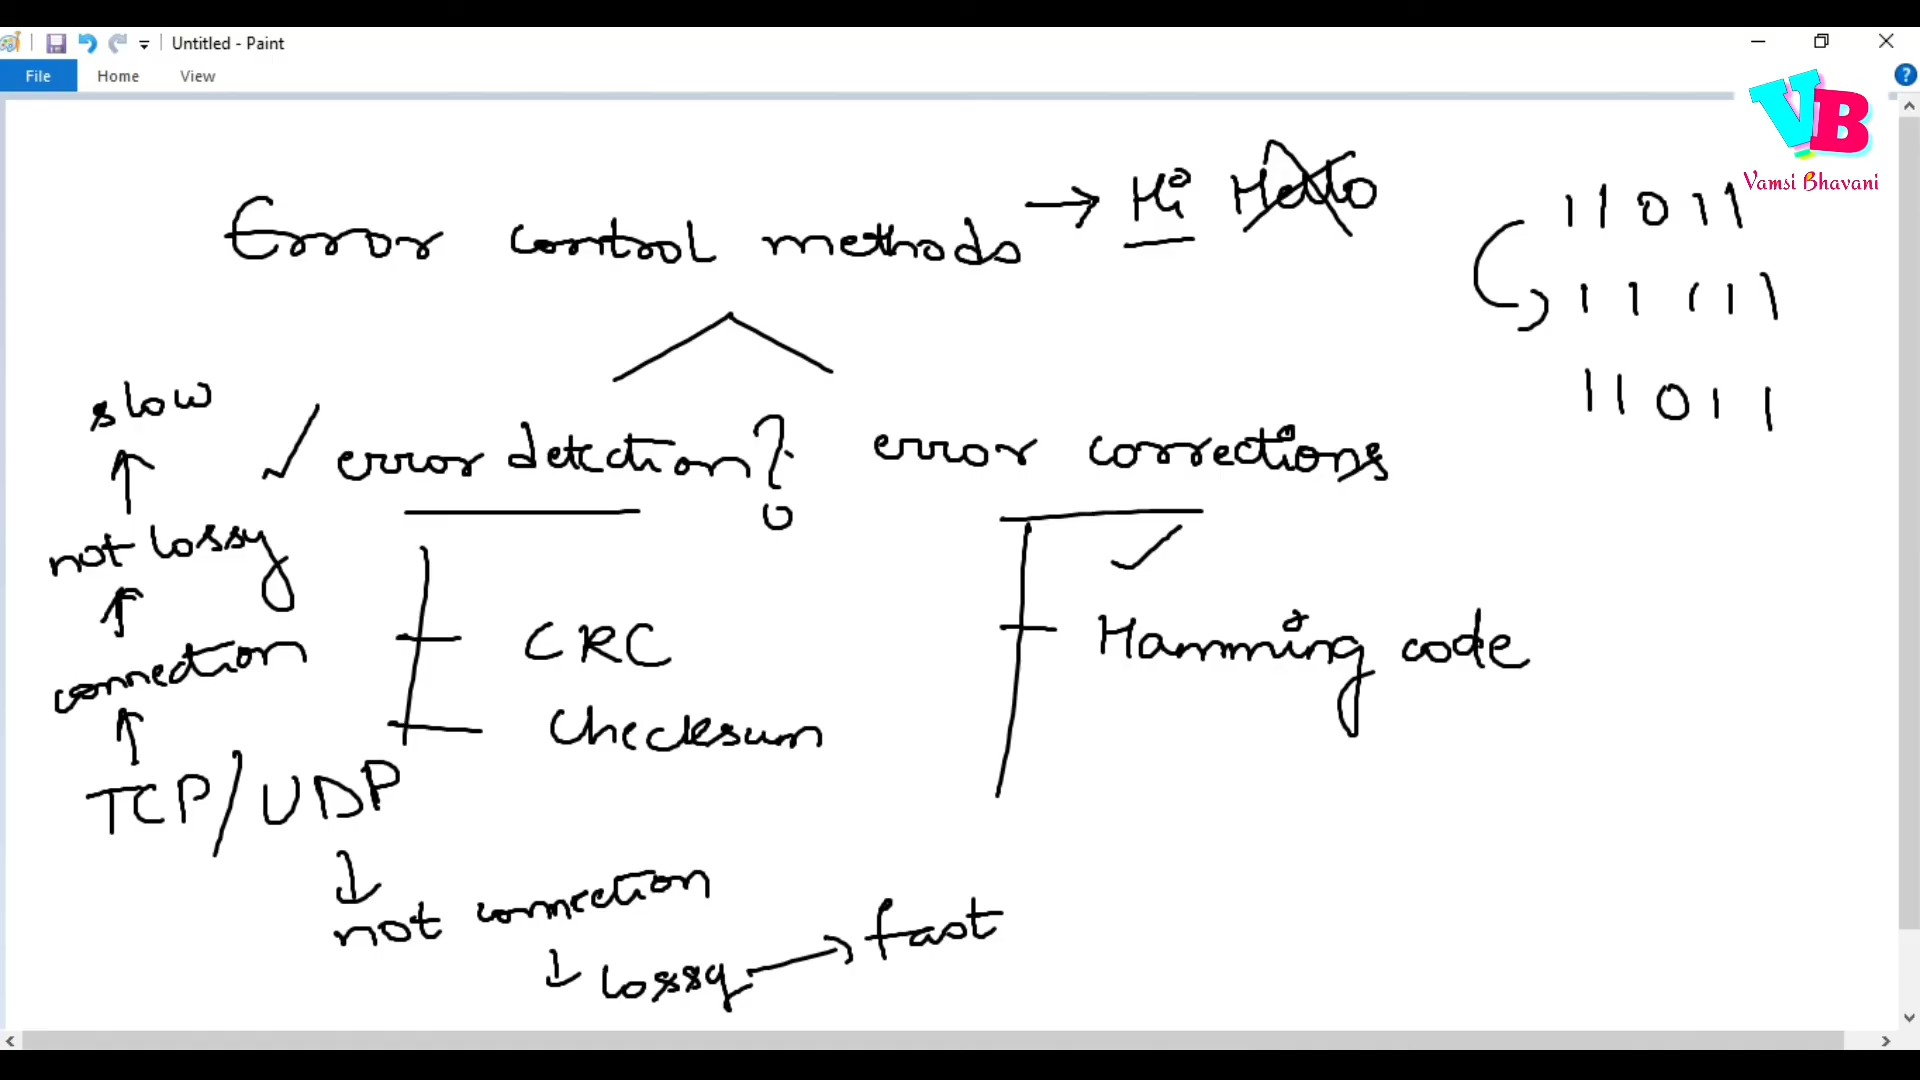 Untitled - Paint
File Home View
VB
Vamsi Bhavani
Error control methods → Hi Hello
11011
11111
11011
slow
✓ error detection? error corrections
not lossy
✓
connection
CRC
Hamming code
Checksum
TCP/UDP
not connection
lossy → fast